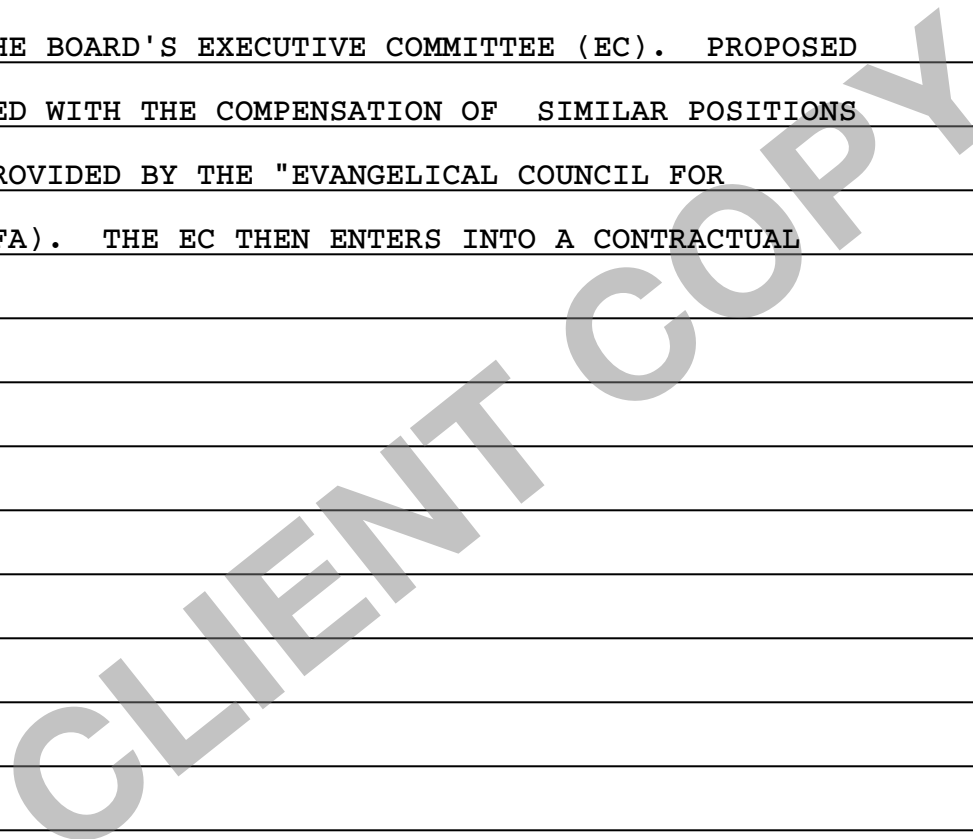 HE BOARD'S EXECUTIVE COMMITTEE (EC).  PROPOSED
ED WITH THE COMPENSATION OF  SIMILAR POSITIONS
ROVIDED BY THE "EVANGELICAL COUNCIL FOR
FA).  THE EC THEN ENTERS INTO A CONTRACTUAL
CLIENT COPY